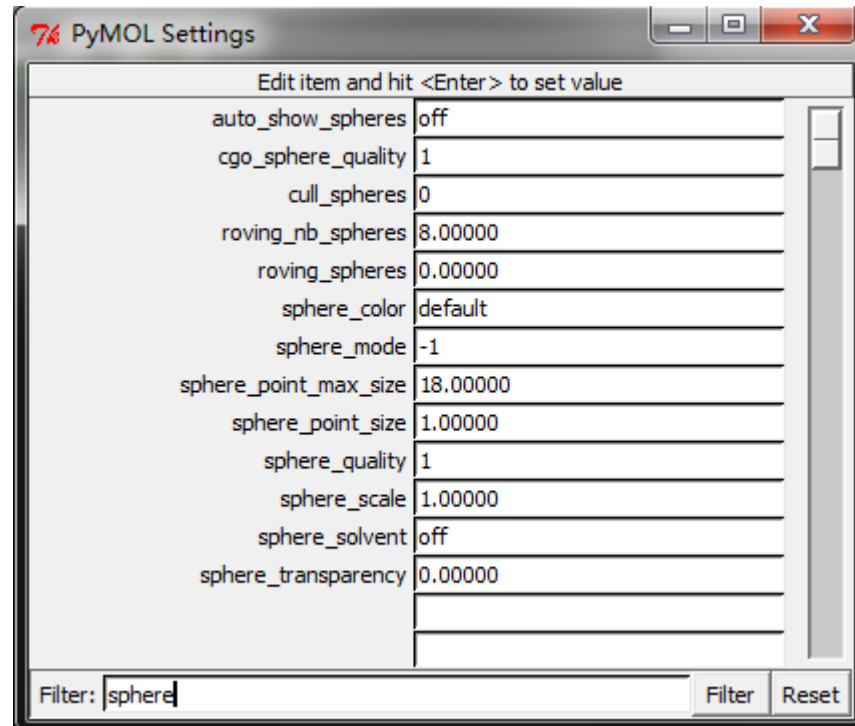 PyMOL Settings
Edit item and hit <Enter> to set value
auto_show_spheres off
cgo_sphere_quality 1
cull_spheres 0
roving_nb_spheres 8.00000
roving_spheres 0.00000
sphere_color default
sphere_mode -1
sphere_point_max_size 18.00000
sphere_point_size 1.00000
sphere_quality 1
sphere_scale 1.00000
sphere_solvent off
sphere_transparency 0.00000
Filter: sphere Filter Reset